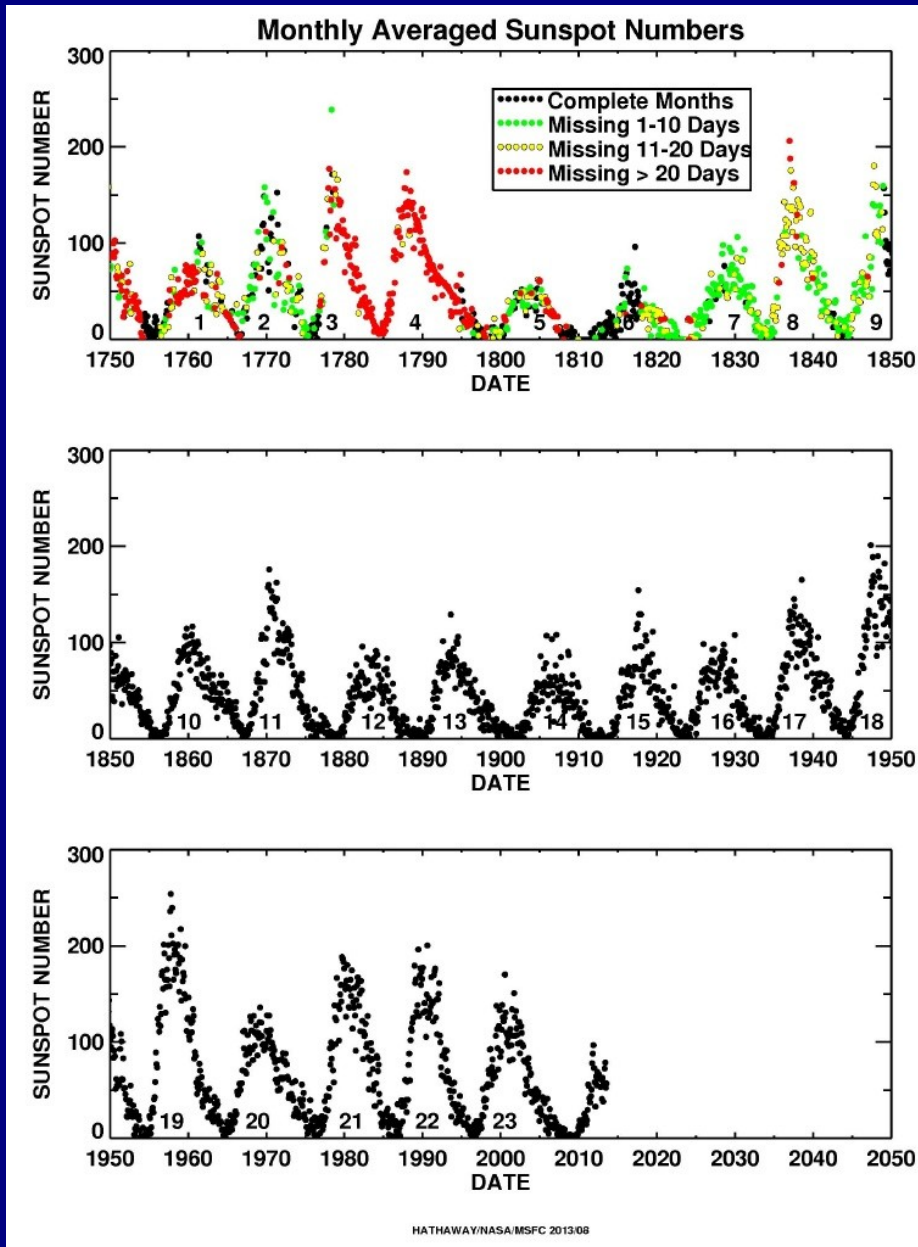 Monthly Averaged Sunspot Numbers
300
200
100
0
SUNSPOT NUMBER
Complete Months
Missing 1-10 Days
Missing 11-20 Days
Missing > 20 Days
1 2 3 4 5 6 7 8 9
1750 1760 1770 1780 1790 1800 1810 1820 1830 1840 1850
DATE
300
200
100
0
SUNSPOT NUMBER
10 11 12 13 14 15 16 17 18
1850 1860 1870 1880 1890 1900 1910 1920 1930 1940 1950
DATE
300
200
100
0
SUNSPOT NUMBER
19 20 21 22 23
1950 1960 1970 1980 1990 2000 2010 2020 2030 2040 2050
DATE
HATHAWAY/NASA/MSFC 2013/08